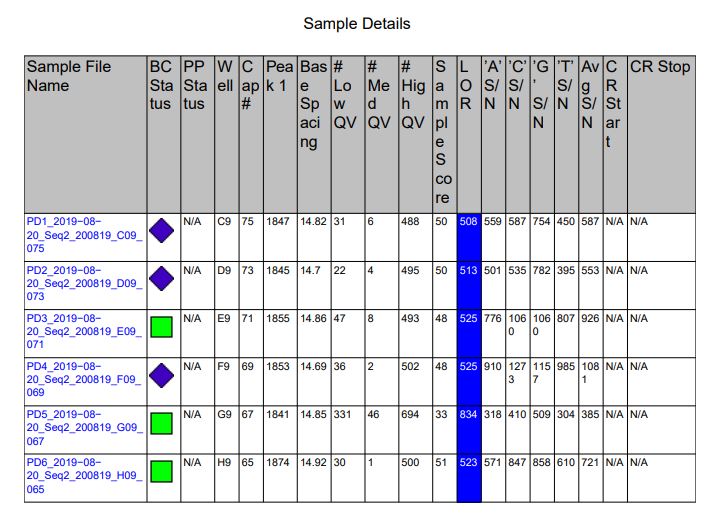 Sample Details
Sample File Name BC Status PP Status Well Cap # Peak 1 Base Spacing # Low QV # Med QV # High QV Sample Score LOR 'A' S/N 'C' S/N 'G' S/N 'T' S/N Avg S/N CR Start CR Stop
PD1_2019-08-20_Seq2_200819_C09_075 N/A C9 75 1847 14.82 31 6 488 50 508 559 587 754 450 587 N/A N/A
PD2_2019-08-20_Seq2_200819_D09_073 N/A D9 73 1845 14.7 22 4 495 50 513 501 535 782 395 553 N/A N/A
PD3_2019-08-20_Seq2_200819_E09_071 N/A E9 71 1855 14.86 47 8 493 48 525 776 1060 1060 807 926 N/A N/A
PD4_2019-08-20_Seq2_200819_F09_069 N/A F9 69 1853 14.69 36 2 502 48 525 910 1273 1157 985 1081 N/A N/A
PD5_2019-08-20_Seq2_200819_G09_067 N/A G9 67 1841 14.85 331 46 694 33 834 318 410 509 304 385 N/A N/A
PD6_2019-08-20_Seq2_200819_H09_065 N/A H9 65 1874 14.92 30 1 500 51 523 571 847 858 610 721 N/A N/A